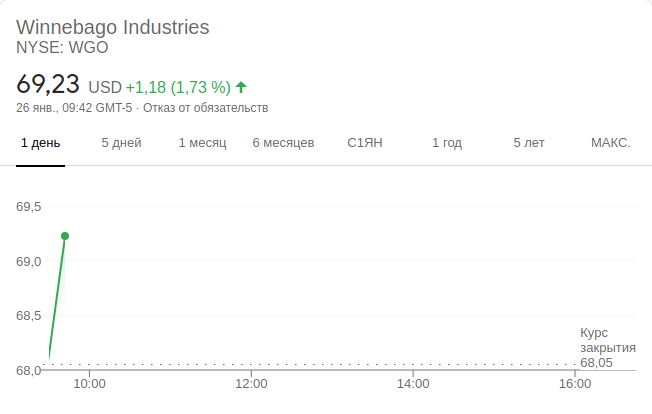 Winnebago Industries
NYSE: WGO
69,23 USD +1,18 (1,73 %)
26 янв., 09:42 GMT-5 · Отказ от обязательств
1 день 5 дней 1 месяц 6 месяцев С1ЯН 1 год 5 лет МАКС.
69,5
69,0
68,5
68,0
Курс
закрытия
68,05
10:00 12:00 14:00 16:00